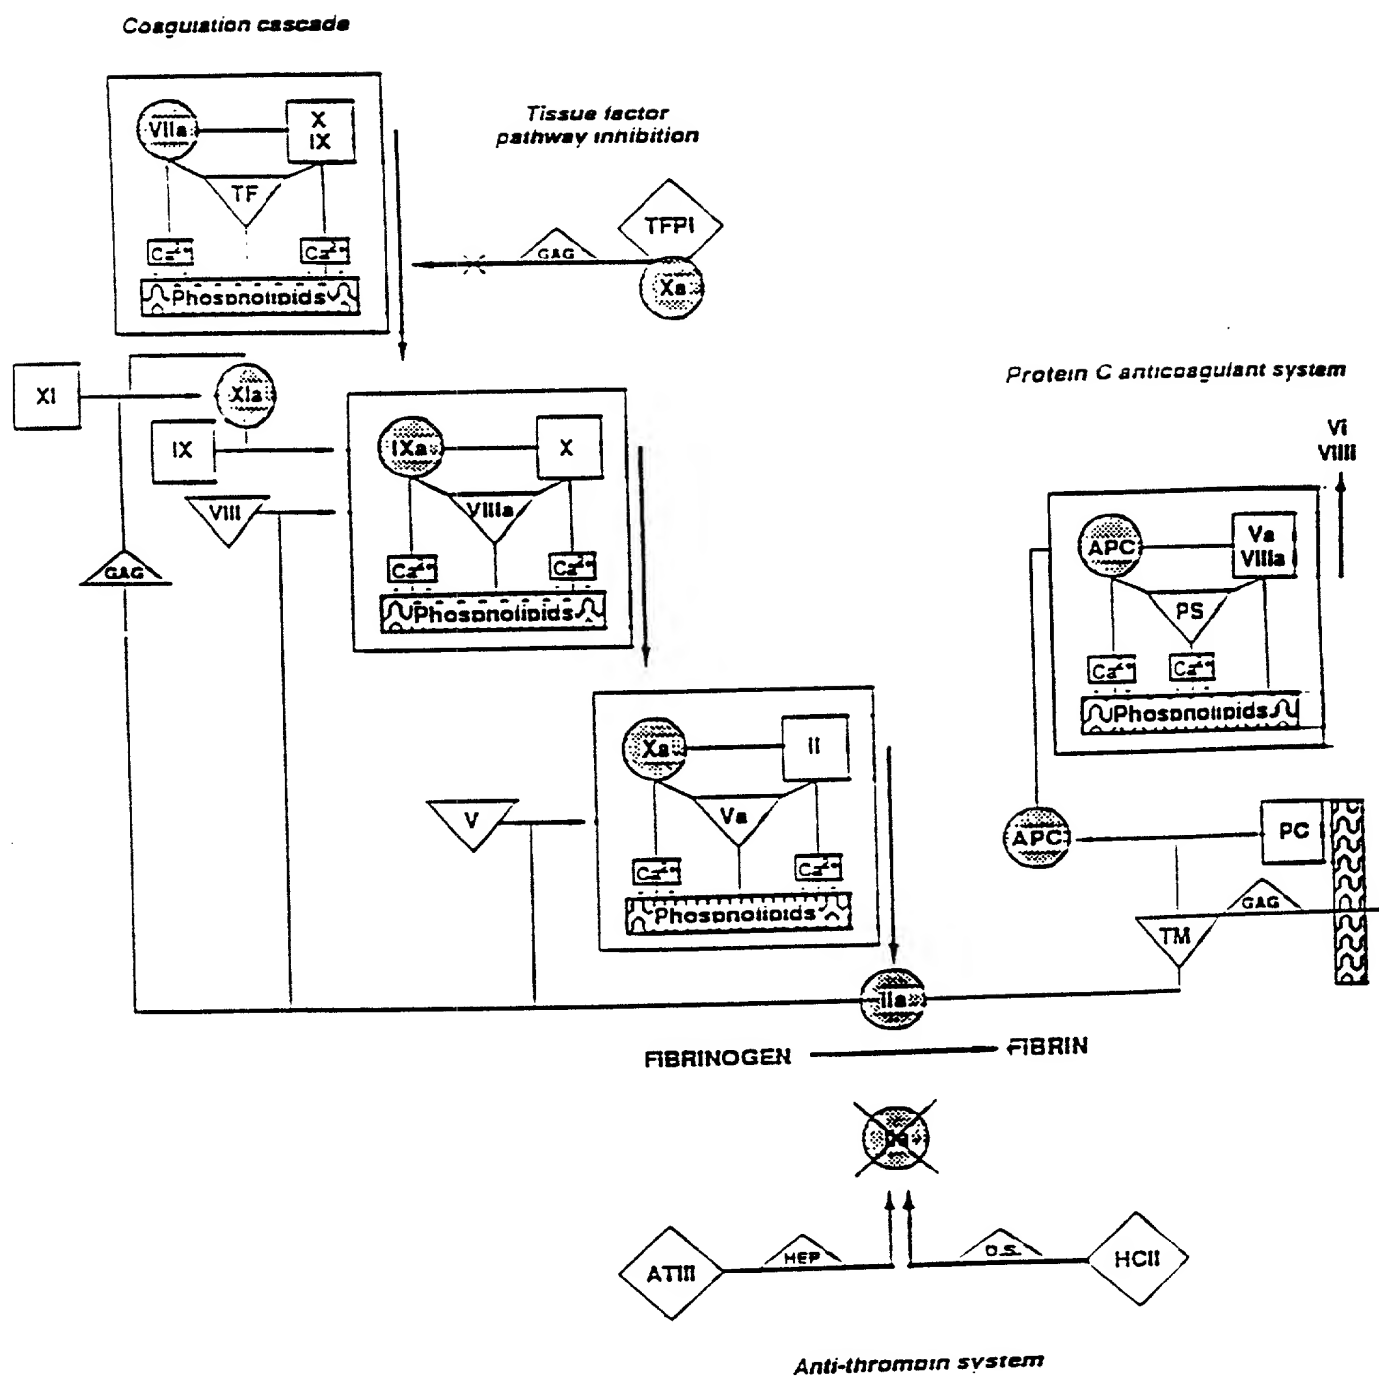 Coagulation cascade
VIIa
X
IX
TF
Ca2+
Ca2+
Phospholipids
Tissue factor
pathway inhibition
TFPI
GAG
Xa
XI
XIa
IX
VIII
GAG
IXa
X
VIIIa
Ca2+
Ca2+
Phospholipids
Protein C anticoagulant system
Vi
VIIIi
APC
Va
VIIIa
PS
Ca2+
Ca2+
Phospholipids
Xa
II
V
Va
Ca2+
Ca2+
Phospholipids
APC
PC
GAG
TM
IIa
FIBRINOGEN
FIBRIN
ATIII
HEP
D.S.
HCII
Anti-thrombin system